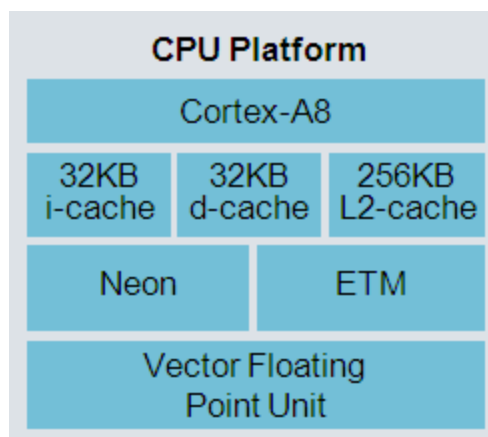 CPU Platform
Cortex-A8
32KB
i-cache
32KB
d-cache
256KB
L2-cache
Neon
ETM
Vector Floating
Point Unit